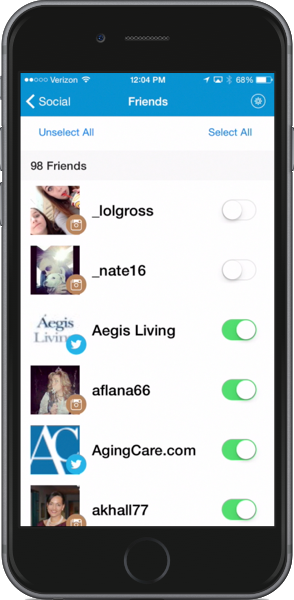 Verizon 12:04 PM 68%
Social Friends
Unselect All Select All
98 Friends
_lolgross
_nate16
Aegis
Living
Aegis Living
aflana66
AC
AgingCare.com
akhall77